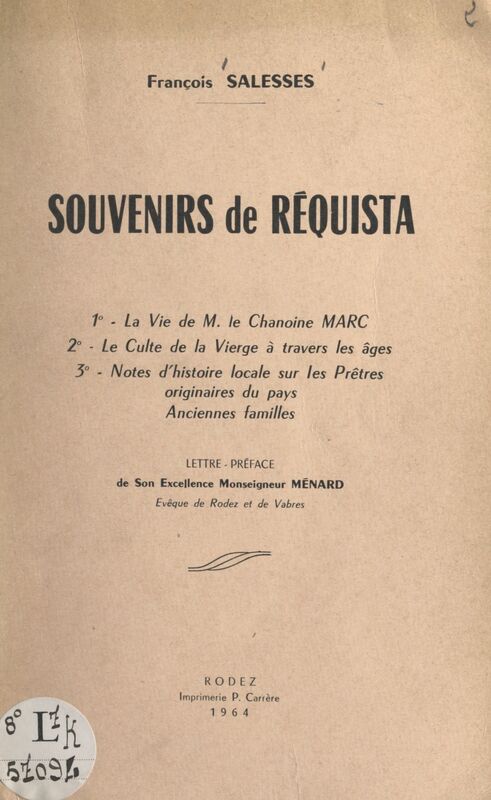 François SALESSES
SOUVENIRS de RÉQUISTA
1° - La Vie de M. le Chanoine MARC
2° - Le Culte de la Vierge à travers les âges
3° - Notes d'histoire locale sur les Prêtres
originaires du pays
Anciennes familles
LETTRE - PRÉFACE
de Son Excellence Monseigneur MÉNARD
Evêque de Rodez et de Vabres
RODEZ
Imprimerie P. Carrère
1964
8° L7K